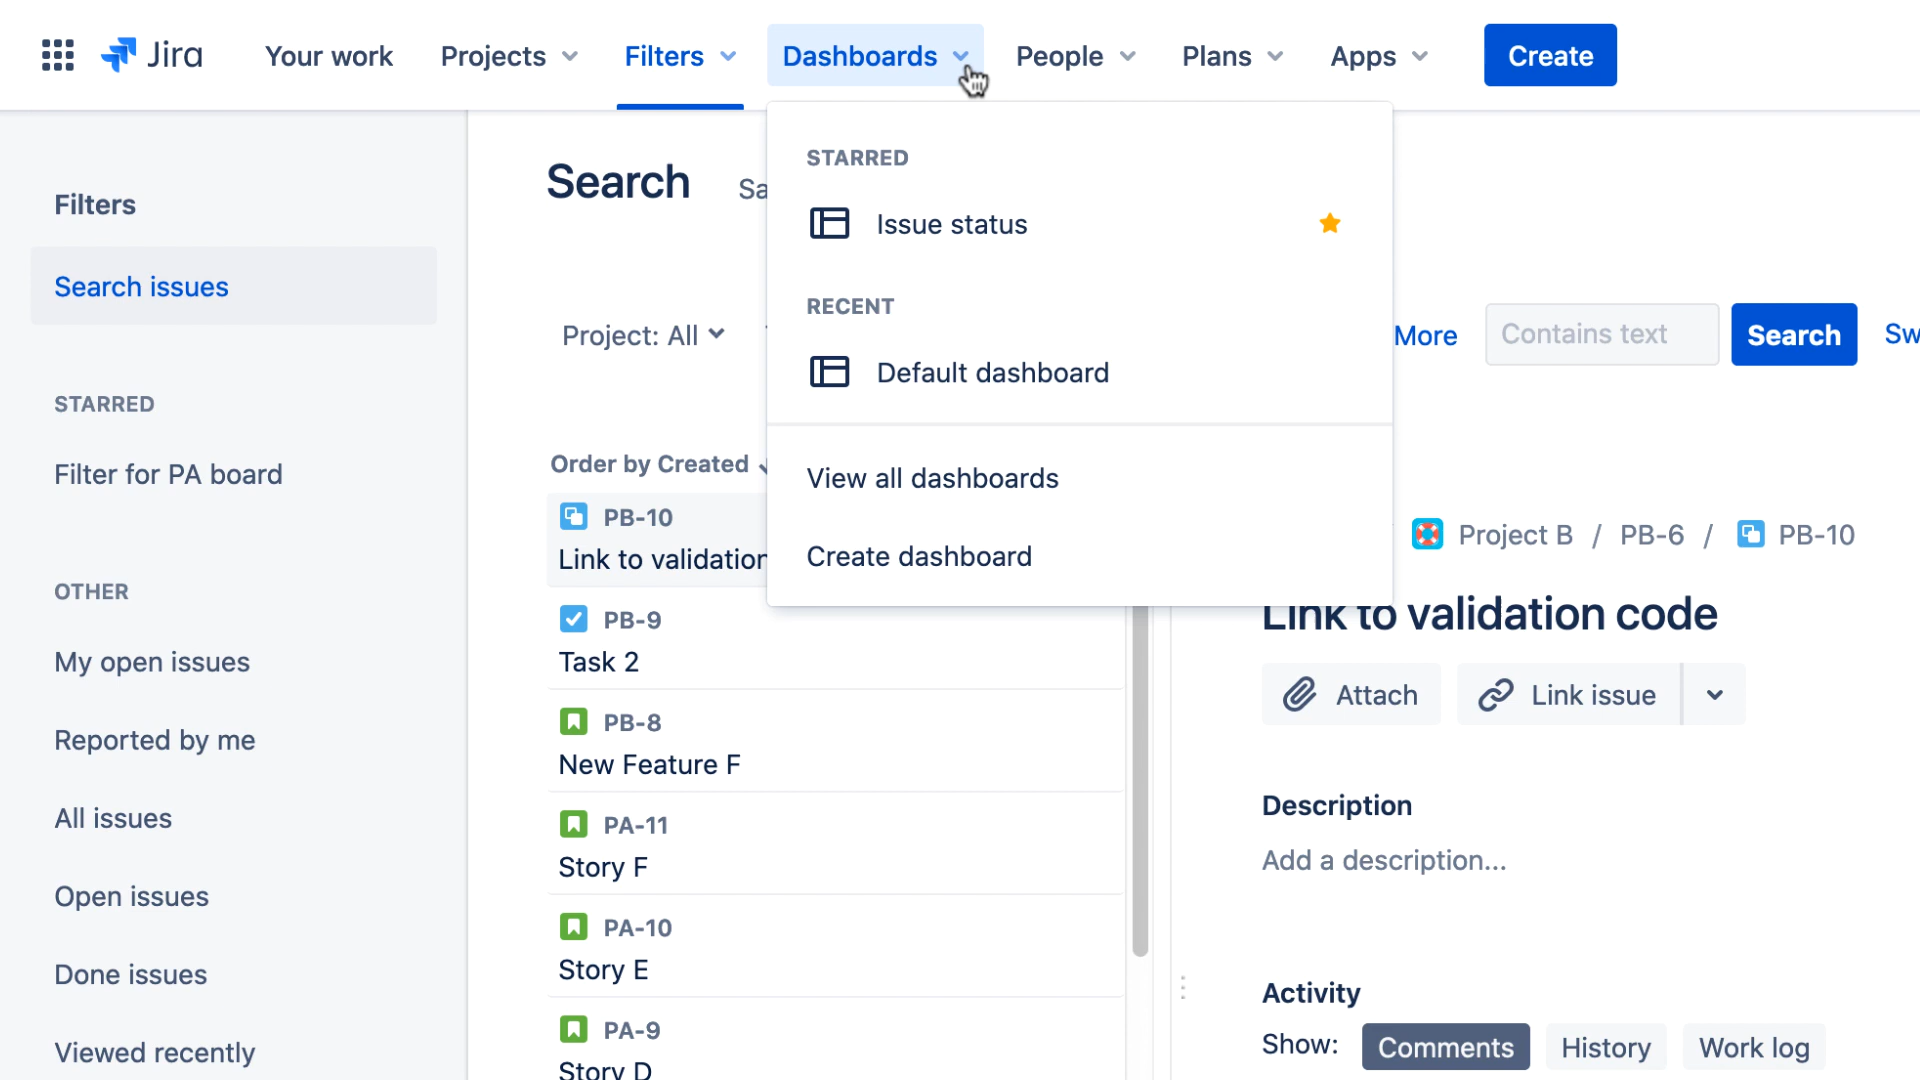 Jira
Your work
Projects
Filters
Dashboards
People
Plans
Apps
Create
Filters
Search issues
STARRED
Filter for PA board
OTHER
My open issues
Reported by me
All issues
Open issues
Done issues
Viewed recently
Search
Sa
Project: All
Order by Created
PB-10
Link to validation
PB-9
Task 2
PB-8
New Feature F
PA-11
Story F
PA-10
Story E
PA-9
Story D
STARRED
Issue status
RECENT
Default dashboard
View all dashboards
Create dashboard
More
Contains text
Search
Sw
Project B / PB-6 / PB-10
Link to validation code
Attach
Link issue
Description
Add a description...
Activity
Show:
Comments
History
Work log